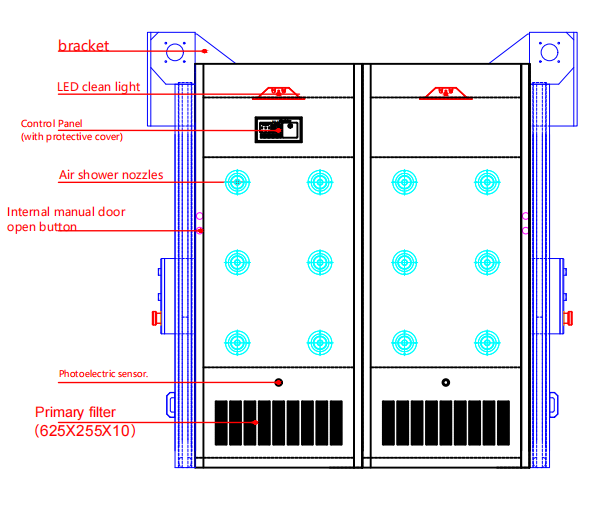 bracket
LED clean light
Control Panel
(with protective cover)
Air shower nozzles
Internal manual door
open button
Photoelectric sensor.
Primary filter
(625X255X10)